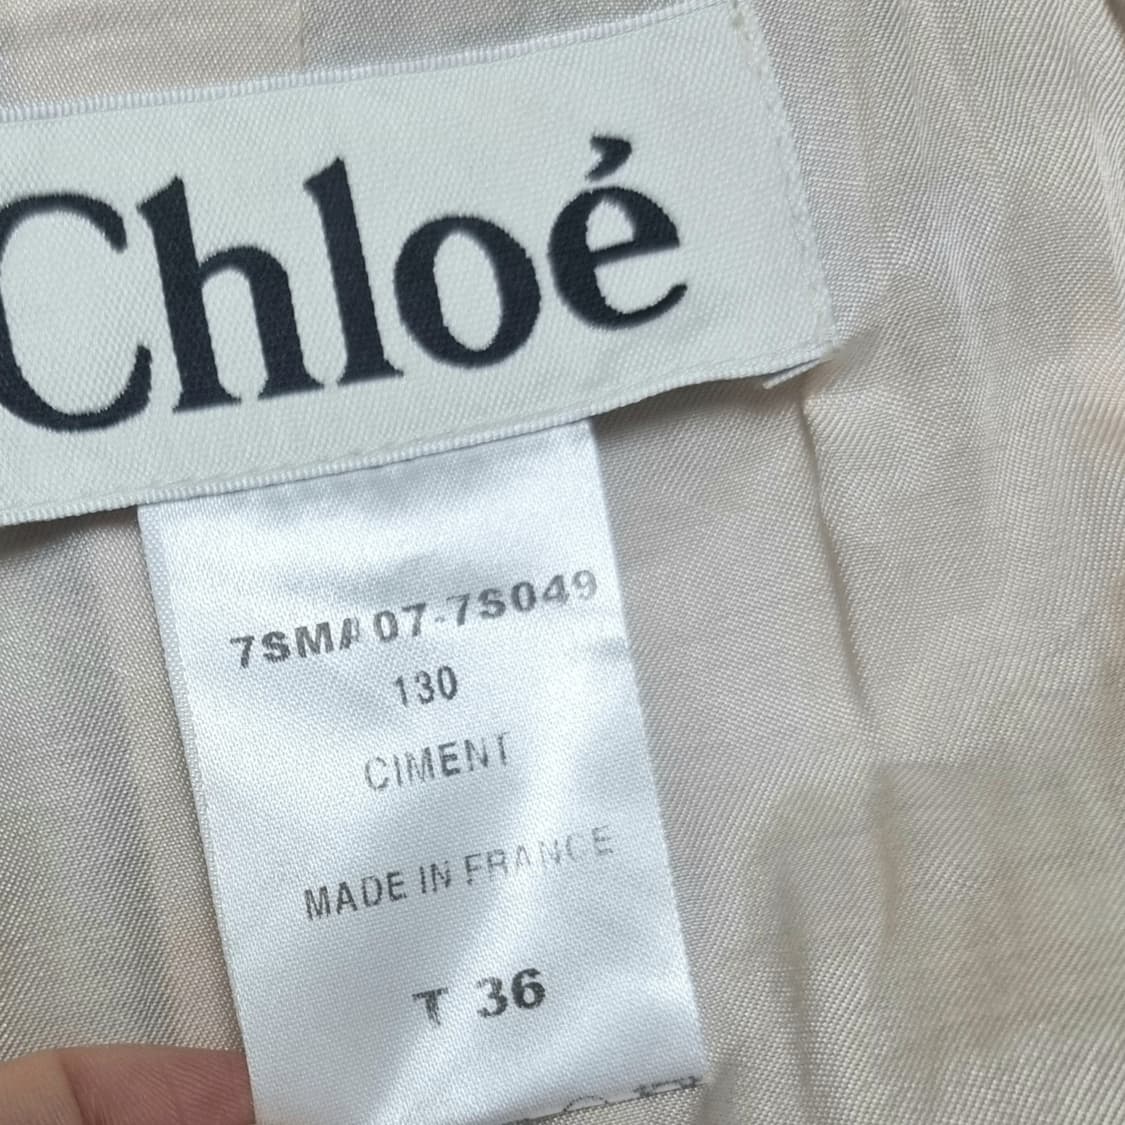 Chloé
7SMA07-7S049
130
CIMENT
MADE IN FRANCE
T 36